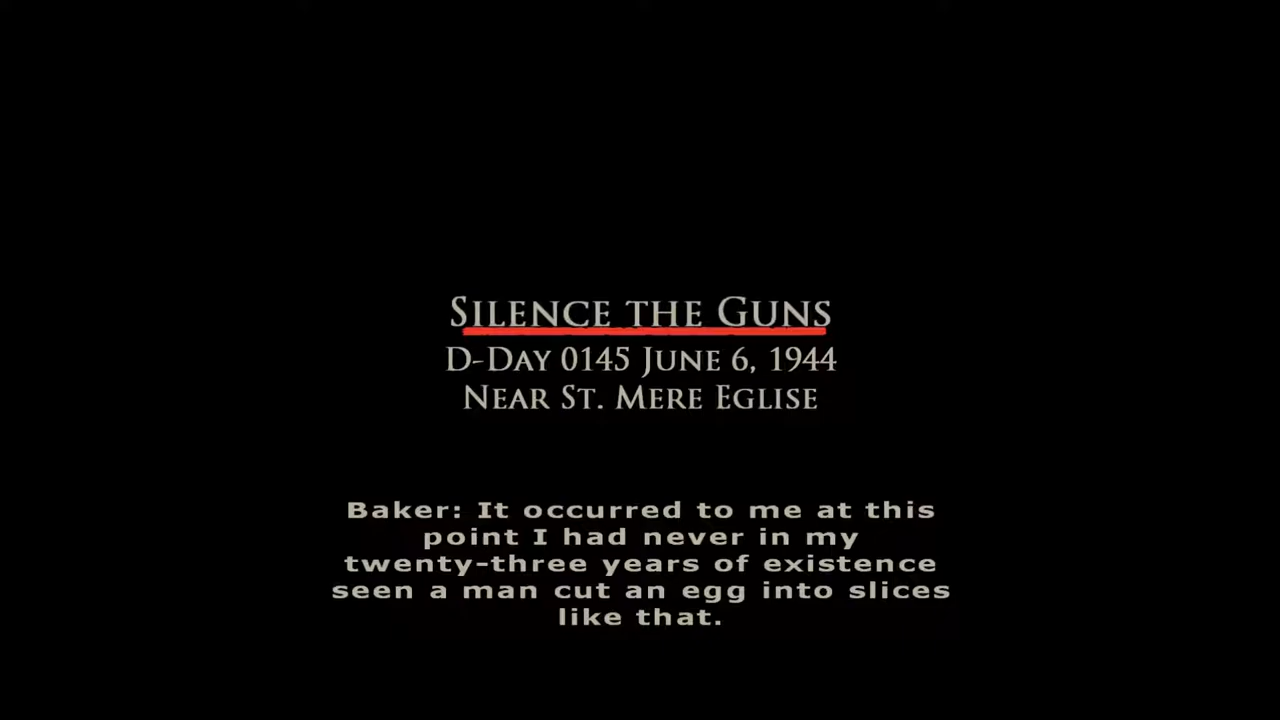 Silence the Guns
D-Day 0145 June 6, 1944
Near St. Mere Eglise
Baker: It occurred to me at this
point I had never in my
twenty-three years of existence
seen a man cut an egg into slices
like that.